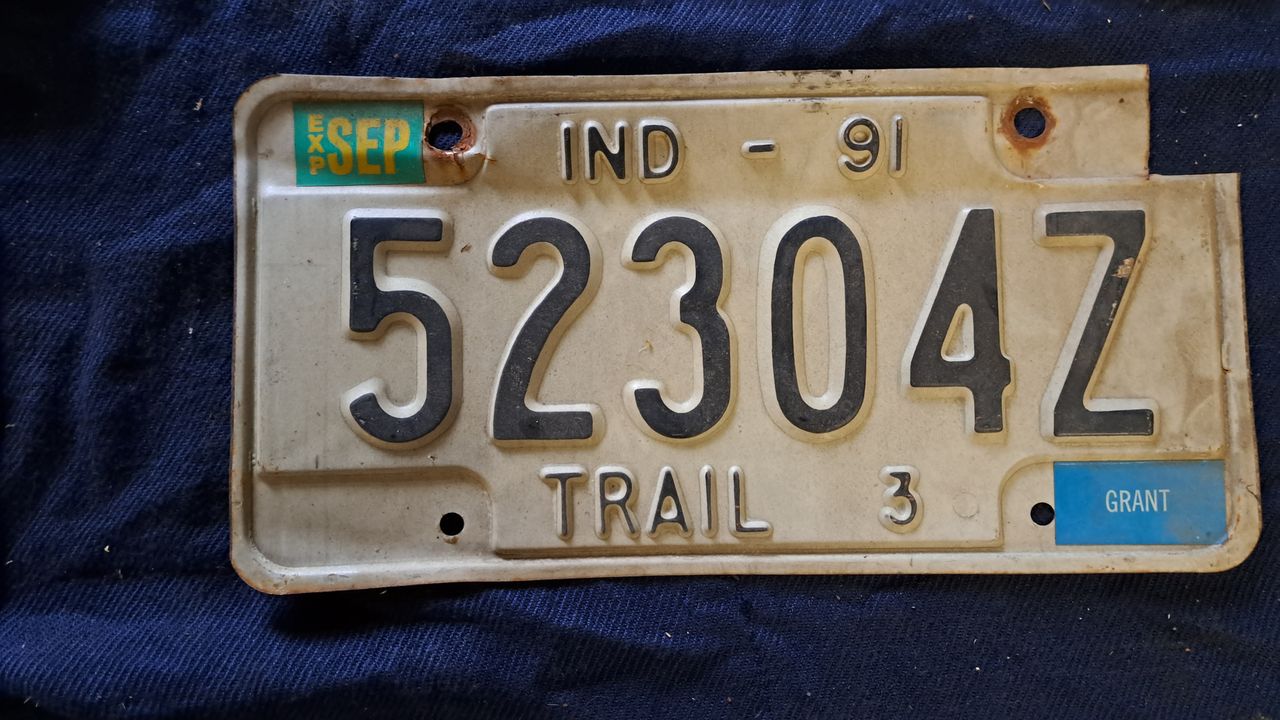 EXP SEP
IND - 91
52304Z
TRAIL 3
GRANT